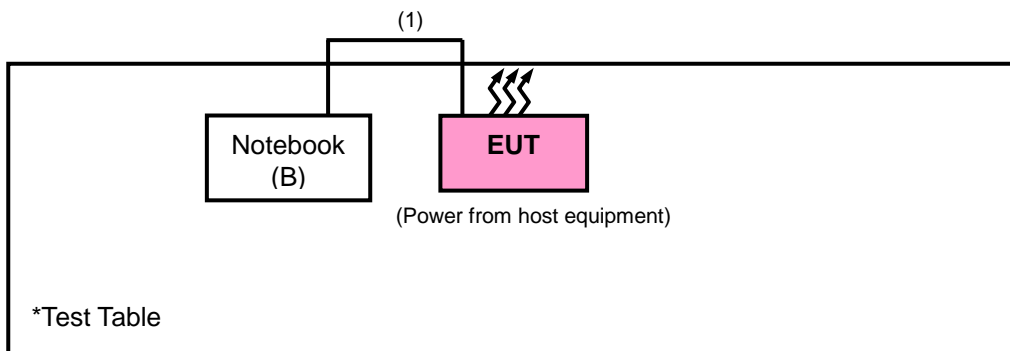 (1)
Notebook
(B)
EUT
(Power from host equipment)
*Test Table